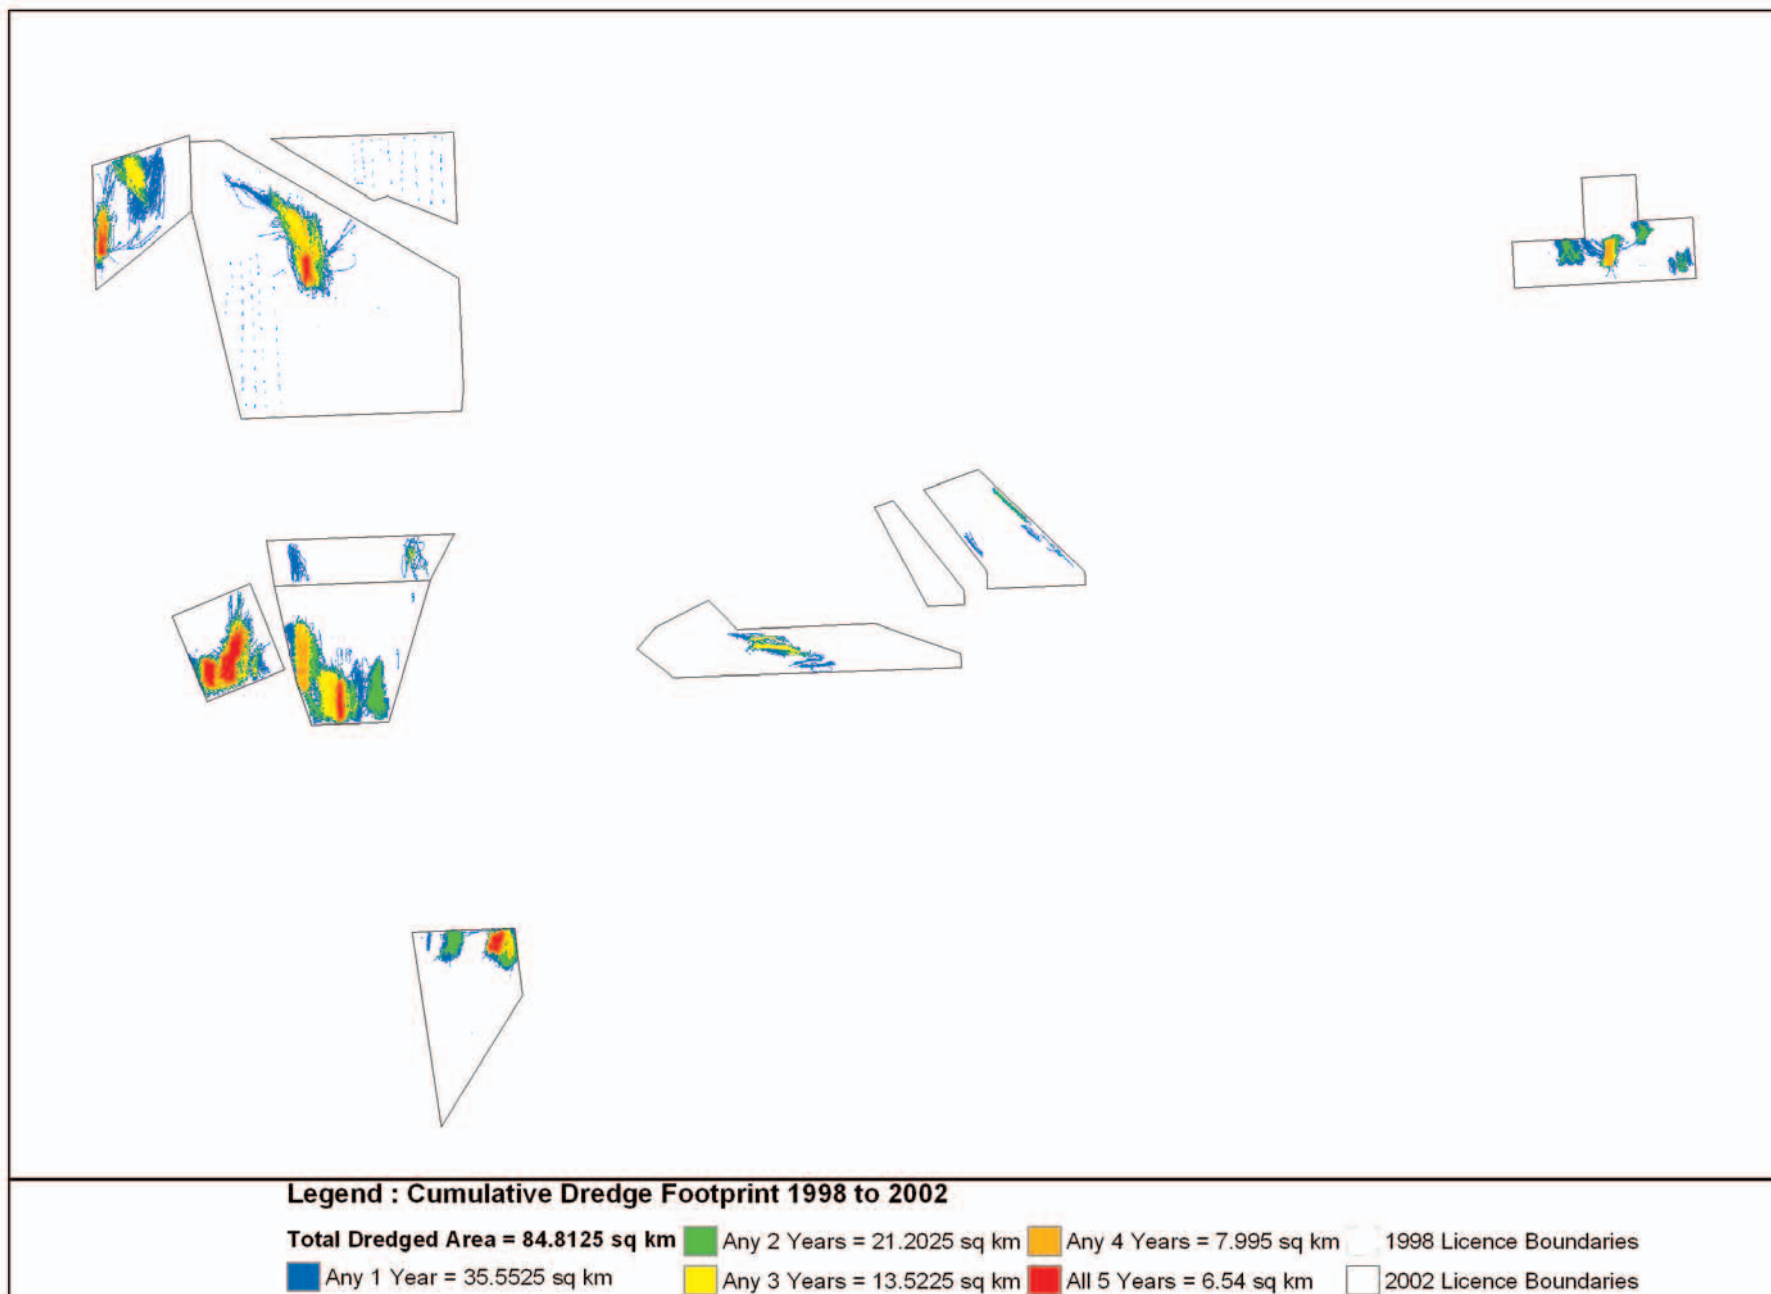 Legend : Cumulative Dredge Footprint 1998 to 2002
Total Dredged Area = 84.8125 sq km
Any 2 Years = 21.2025 sq km
Any 4 Years = 7.995 sq km
1998 Licence Boundaries
Any 1 Year = 35.5525 sq km
Any 3 Years = 13.5225 sq km
All 5 Years = 6.54 sq km
2002 Licence Boundaries